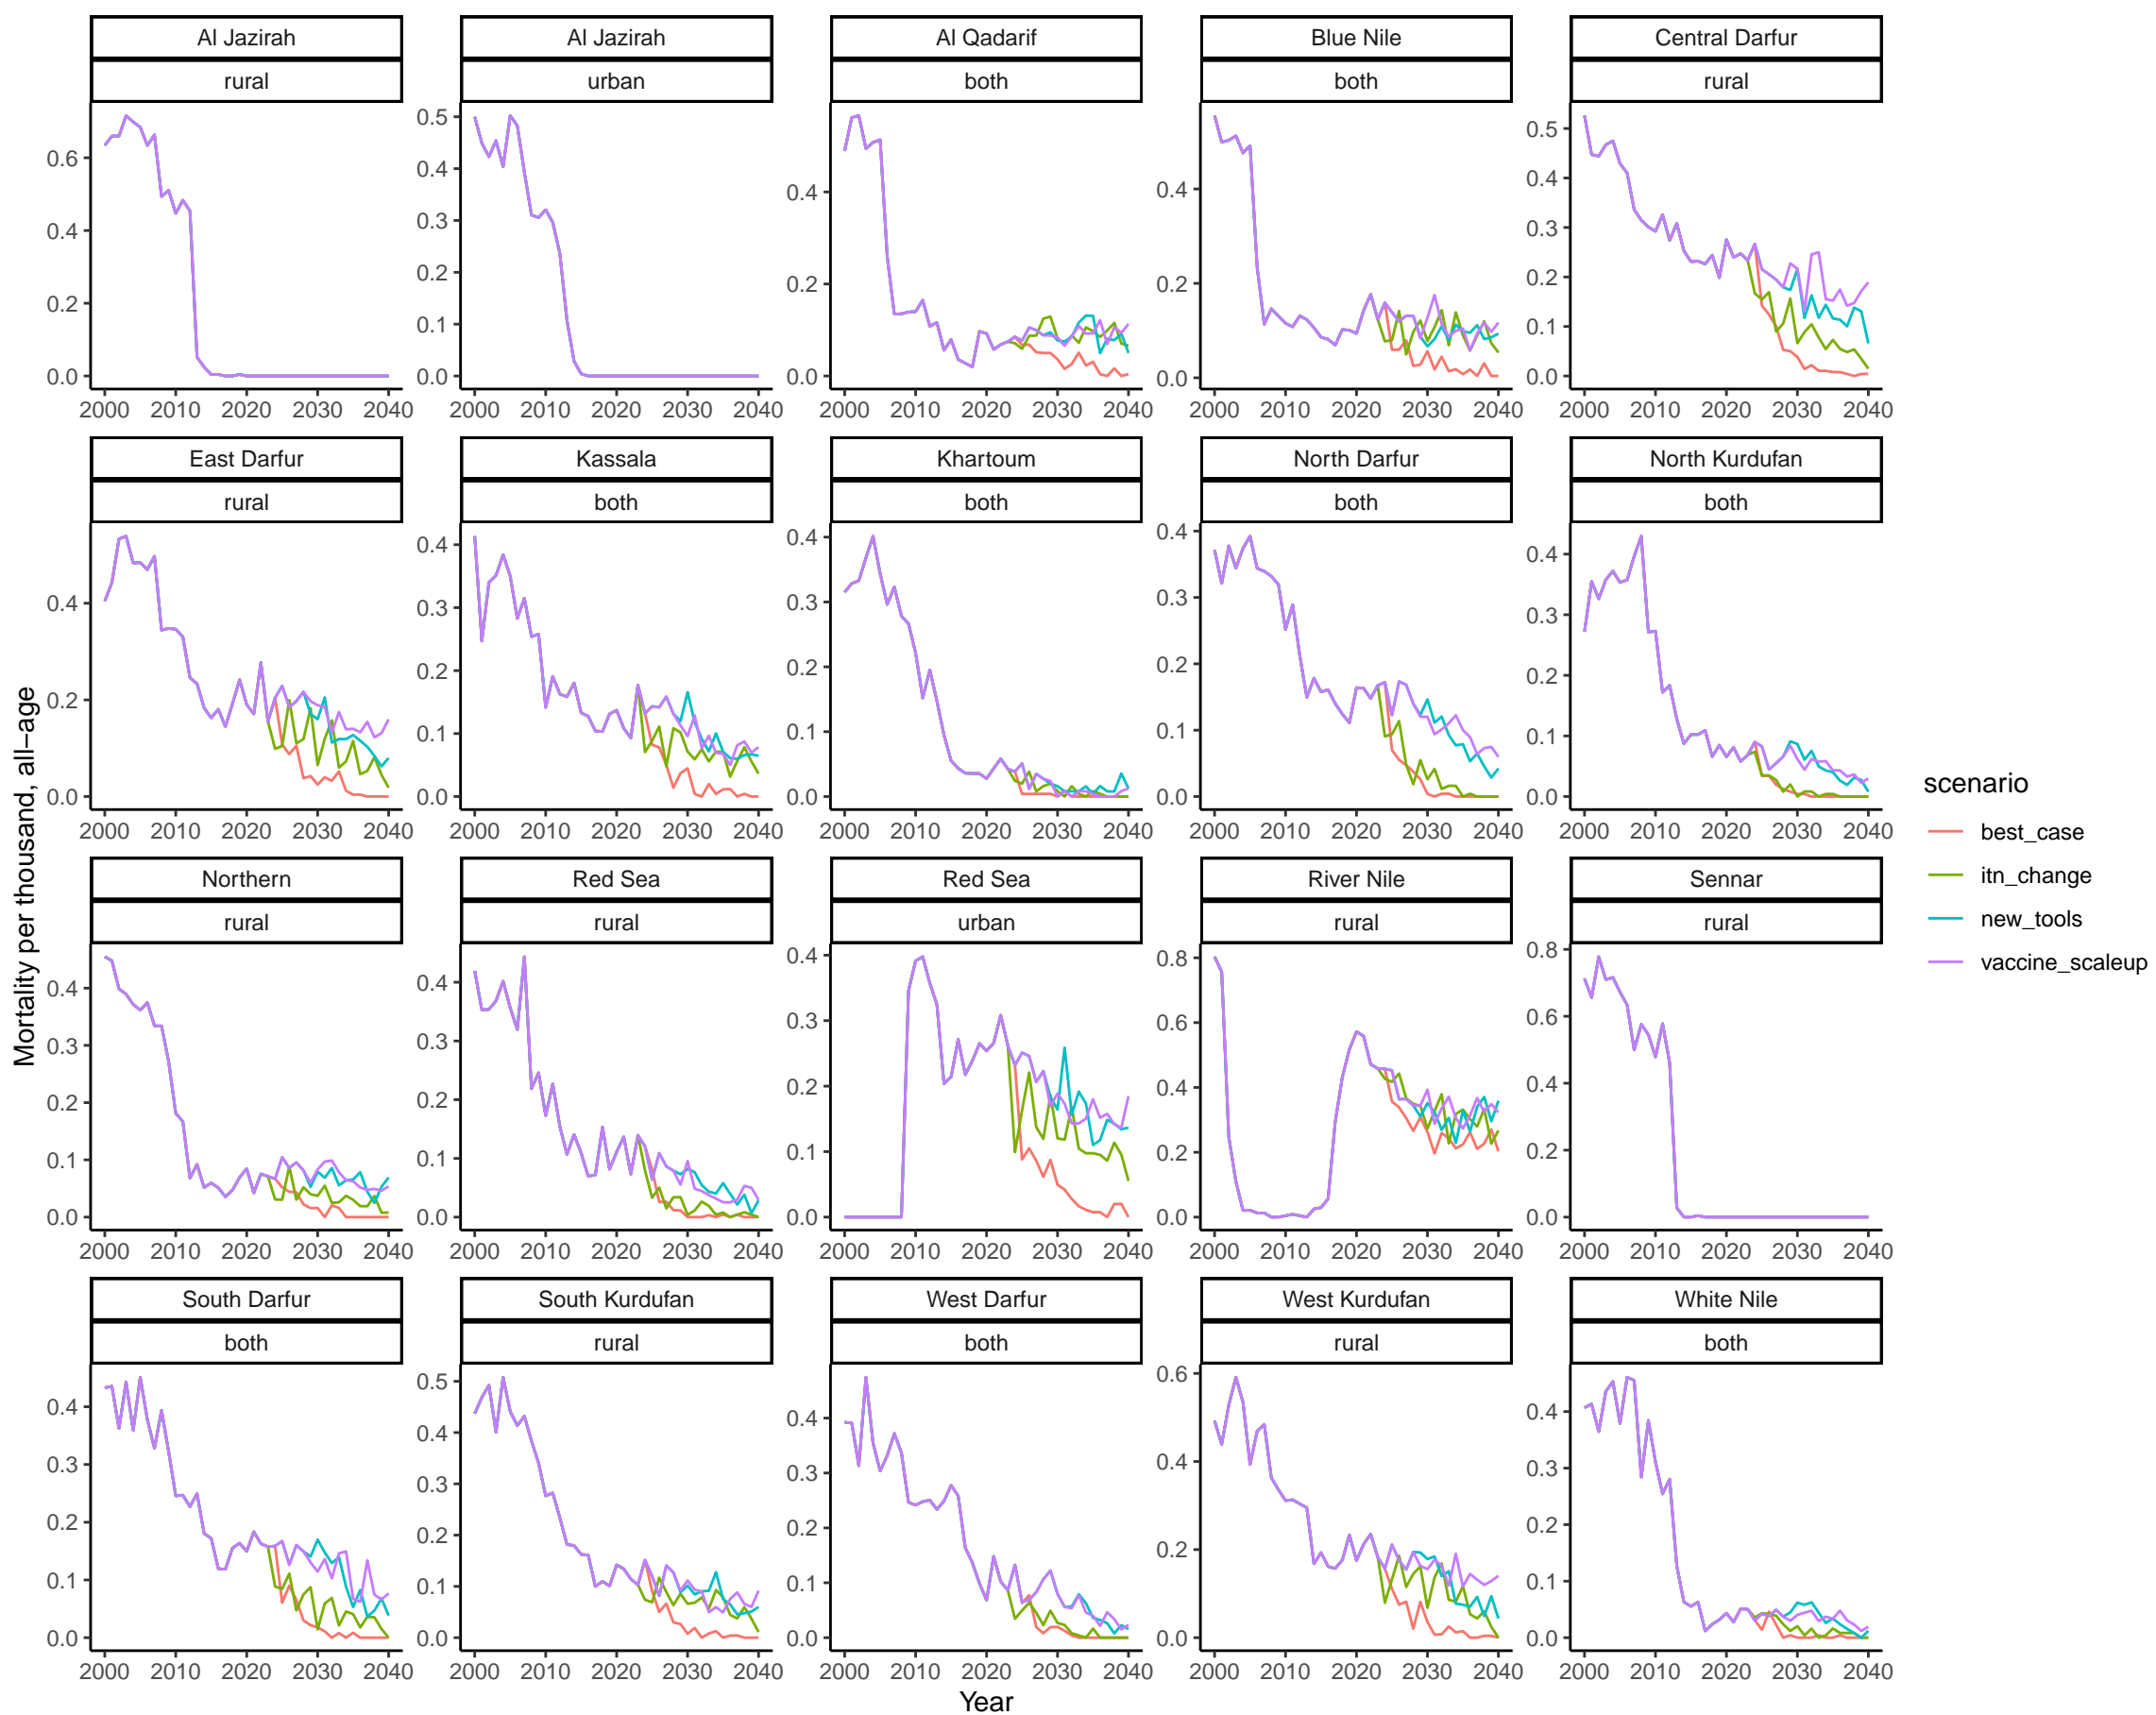 Al Jazirah
Al Jazirah
Al Qadarif
Blue Nile
Central Darfur
rural
urban
both
both
rural
0.6
0.4
0.2
0.0
0.5
0.4
0.3
0.2
0.1
0.0
0.4
0.2
0.0
0.4
0.2
0.0
0.5
0.4
0.3
0.2
0.1
0.0
2000 2010 2020 2030 2040
2000 2010 2020 2030 2040
2000 2010 2020 2030 2040
2000 2010 2020 2030 2040
2000 2010 2020 2030 2040
East Darfur
Kassala
Khartoum
North Darfur
North Kurdufan
rural
both
both
both
both
0.4
0.2
0.0
0.4
0.3
0.2
0.1
0.0
0.4
0.3
0.2
0.1
0.0
0.4
0.3
0.2
0.1
0.0
0.4
0.3
0.2
0.1
0.0
2000 2010 2020 2030 2040
2000 2010 2020 2030 2040
2000 2010 2020 2030 2040
2000 2010 2020 2030 2040
2000 2010 2020 2030 2040
Northern
Red Sea
Red Sea
River Nile
Sennar
rural
rural
urban
rural
rural
0.4
0.3
0.2
0.1
0.0
0.4
0.3
0.2
0.1
0.0
0.4
0.3
0.2
0.1
0.0
0.8
0.6
0.4
0.2
0.0
0.8
0.6
0.4
0.2
0.0
2000 2010 2020 2030 2040
2000 2010 2020 2030 2040
2000 2010 2020 2030 2040
2000 2010 2020 2030 2040
2000 2010 2020 2030 2040
South Darfur
South Kurdufan
West Darfur
West Kurdufan
White Nile
both
rural
both
rural
both
0.4
0.3
0.2
0.1
0.0
0.5
0.4
0.3
0.2
0.1
0.0
0.4
0.3
0.2
0.1
0.0
0.6
0.4
0.2
0.0
0.4
0.3
0.2
0.1
0.0
2000 2010 2020 2030 2040
2000 2010 2020 2030 2040
2000 2010 2020 2030 2040
2000 2010 2020 2030 2040
2000 2010 2020 2030 2040
Year
Mortality per thousand, all−age
scenario
best_case
itn_change
new_tools
vaccine_scaleup